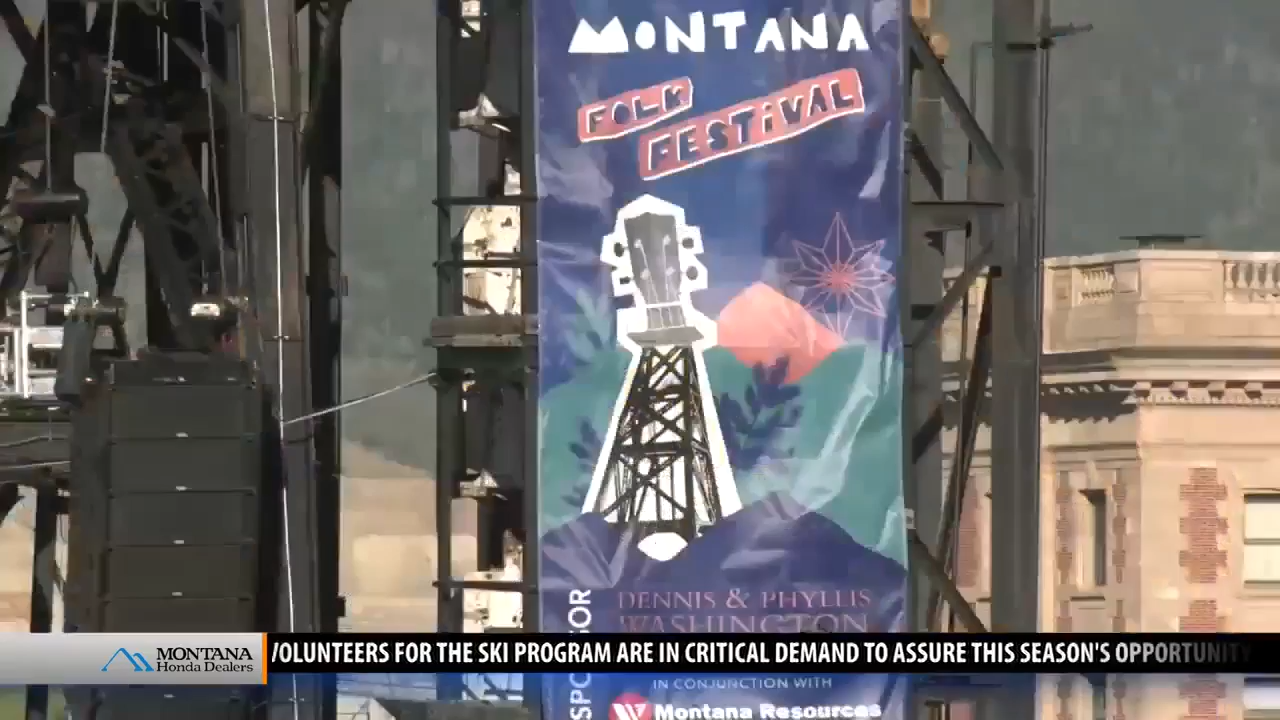 MONTANA
FOLK
FESTIVAL
SPONSOR
DENNIS & PHYLLIS
WASHINGTON
MONTANA
Honda Dealers
VOLUNTEERS FOR THE SKI PROGRAM ARE IN CRITICAL DEMAND TO ASSURE THIS SEASON'S OPPORTUNITY
IN CONJUNCTION WITH
Montana Resources